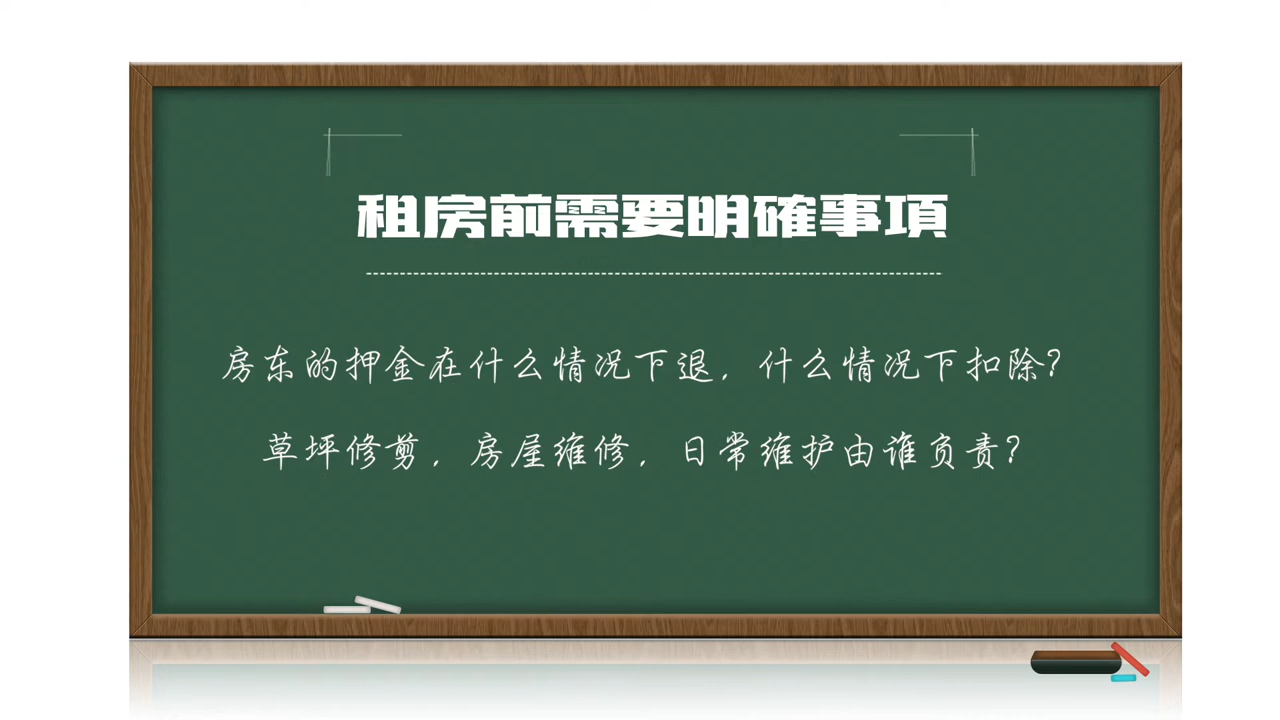 租房前需要明確事項
房东的押金在什么情况下退，什么情况下扣除？
草坪修剪，房屋维修，日常维护由谁负责？